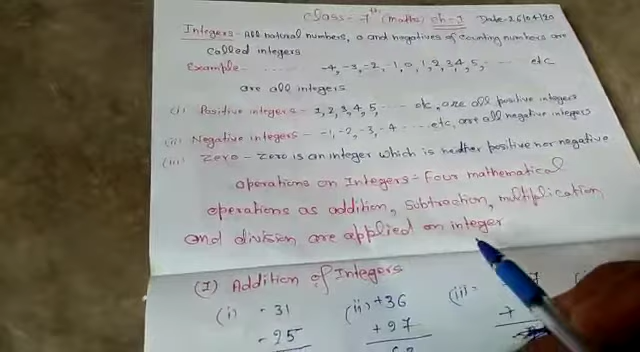 Class - 7th (Maths) Ch-1 Date-26/04/20
Integers - All natural numbers, 0 and negatives of counting numbers are
called integers
Example - ...... -4, -3, -2, -1, 0, 1, 2, 3, 4, 5, ...... etc
are all integers
(i) Positive integers - 1, 2, 3, 4, 5, ..... etc, are all positive integers
(ii) Negative integers - -1, -2, -3, -4 .... etc, are all negative integers
(iii) Zero - Zero is an integer which is neither positive nor negative
Operations on Integers - Four mathematical
operations as addition, subtraction, multiplication
and division are applied on integer
(I) Addition of Integers
(i) -31 (ii) +36 (iii)
-25 + 97 +